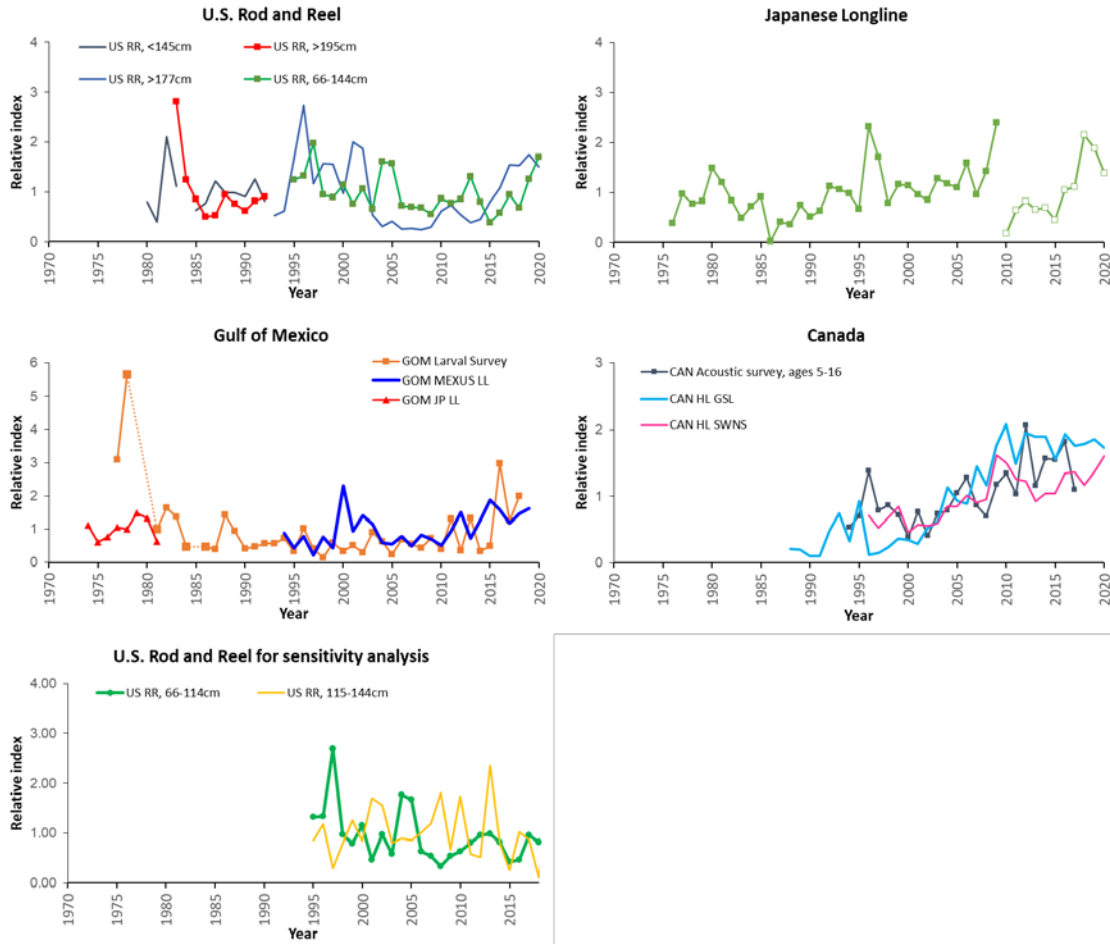 U.S. Rod and Reel
US RR, <145cm
US RR, >195cm
US RR, >177cm
US RR, 66-144cm
Relative index
4
3
2
1
0
1970
1975
1980
1985
1990
1995
2000
2005
2010
2015
2020
Year
Japanese Longline
Relative index
4
3
2
1
0
1970
1975
1980
1985
1990
1995
2000
2005
2010
2015
2020
Year
Gulf of Mexico
GOM Larval Survey
GOM MEXUS LL
GOM JP LL
Relative index
6
5
4
3
2
1
0
1970
1975
1980
1985
1990
1995
2000
2005
2010
2015
2020
Year
Canada
CAN Acoustic survey, ages 5-16
CAN HL GSL
CAN HL SWNS
Relative index
3
2
1
0
1970
1975
1980
1985
1990
1995
2000
2005
2010
2015
2020
Year
U.S. Rod and Reel for sensitivity analysis
US RR, 66-114cm
US RR, 115-144cm
Relative index
4.00
3.00
2.00
1.00
0.00
1970
1975
1980
1985
1990
1995
2000
2005
2010
2015
Year